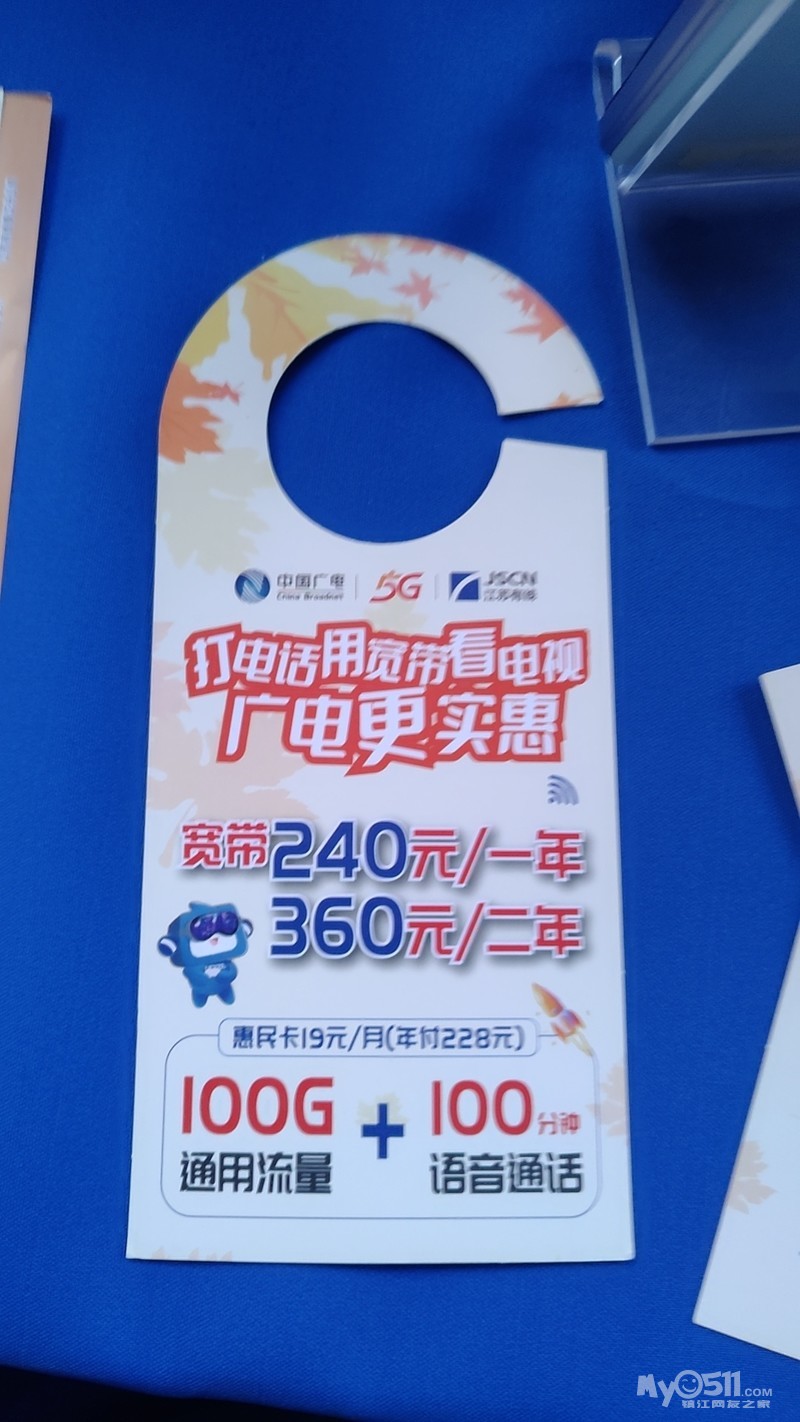 中国广电 5G JSCN
China Broadnet 江苏有线
打电话用宽带看电视
广电更实惠
宽带240元/一年
360元/二年
惠民卡19元/月(年付228元)
100G + 100分钟
通用流量 语音通话
My0511.com
镇江网友之家